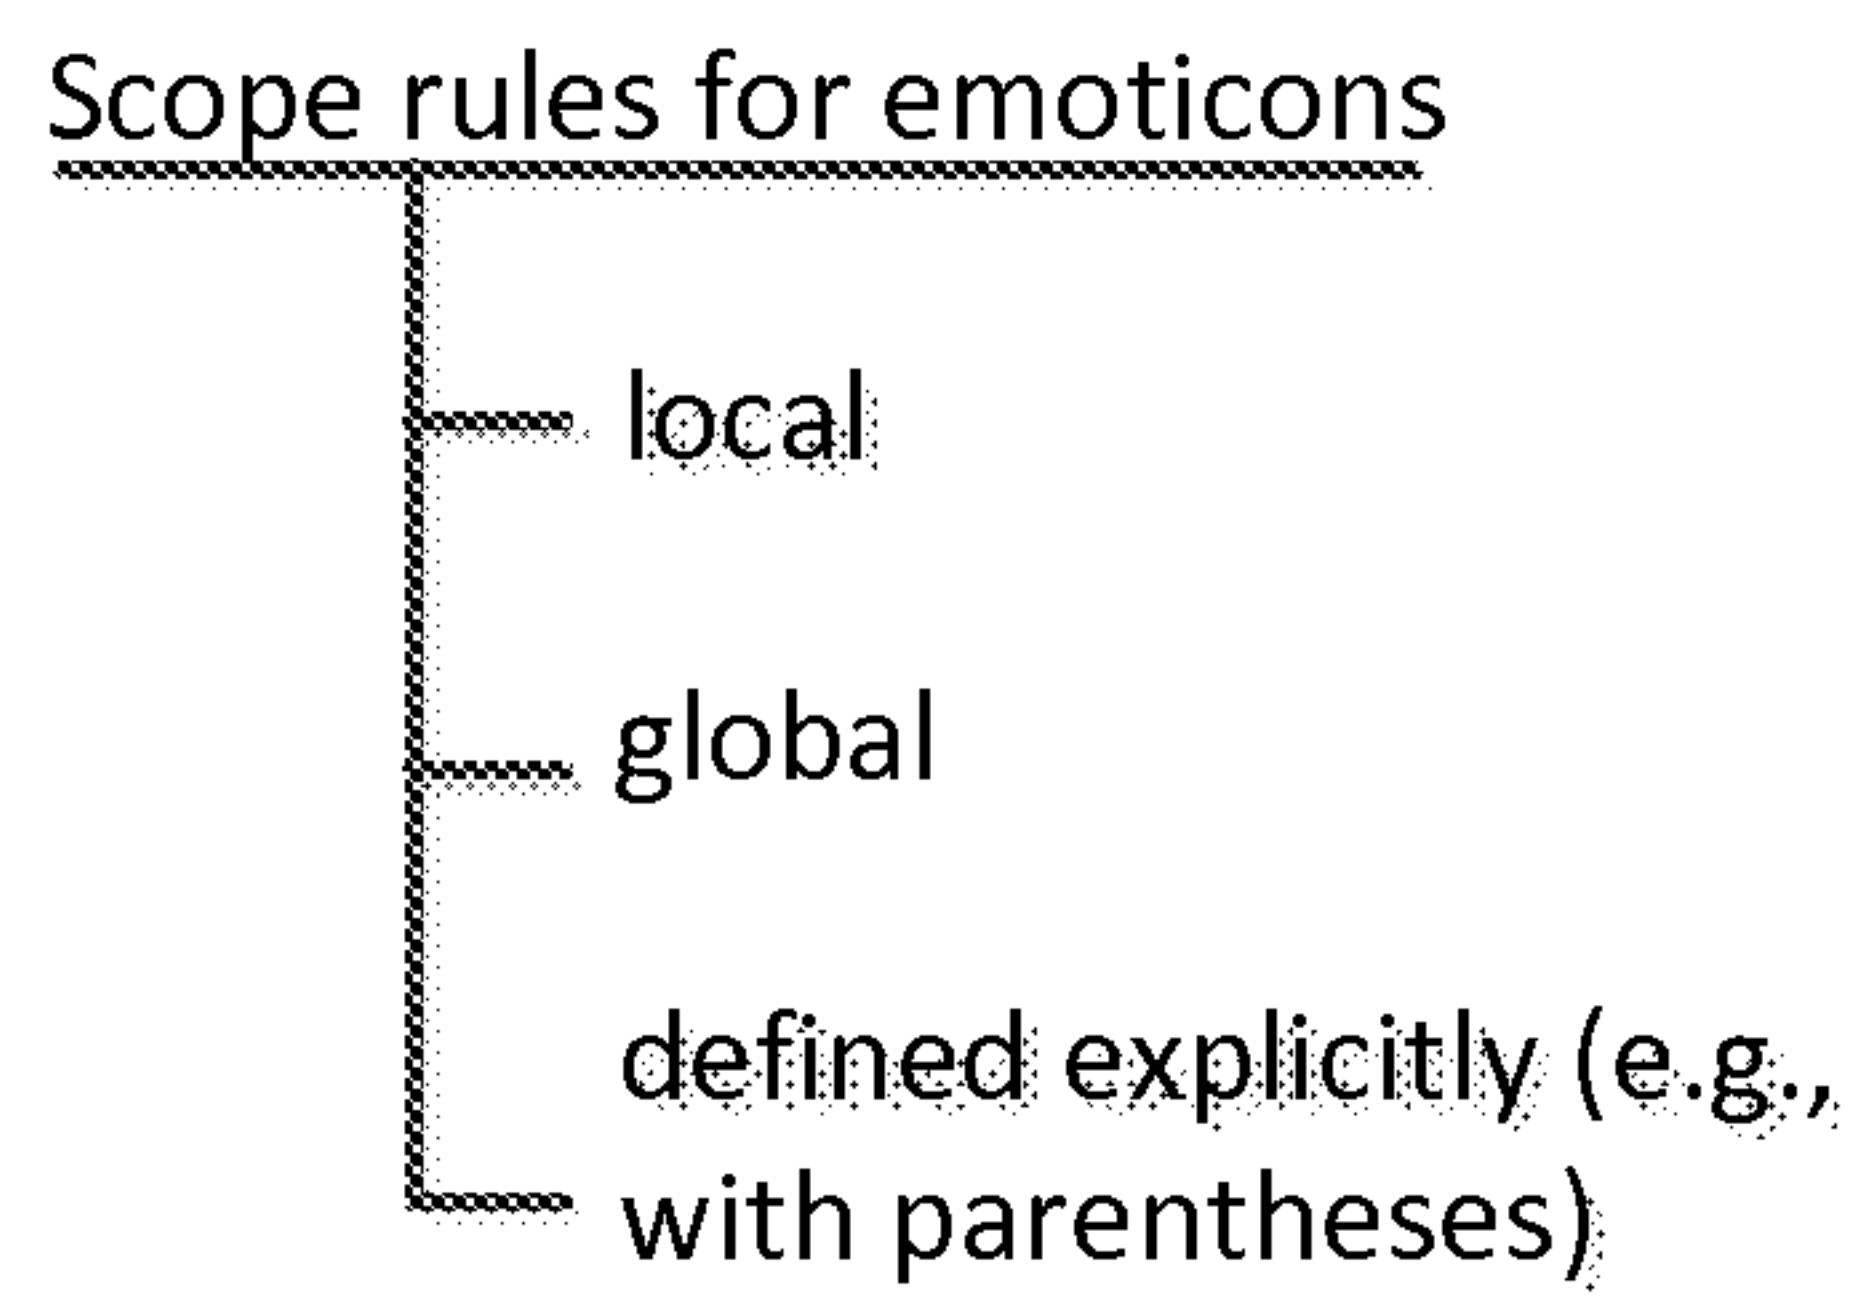 Scope rules for emoticons
local
global
defined explicitly (e.g.,
with parentheses)